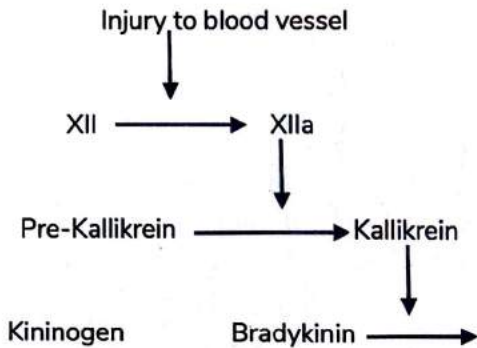 Injury to blood vessel
XII XIIa
Pre-Kallikrein Kallikrein
Kininogen Bradykinin